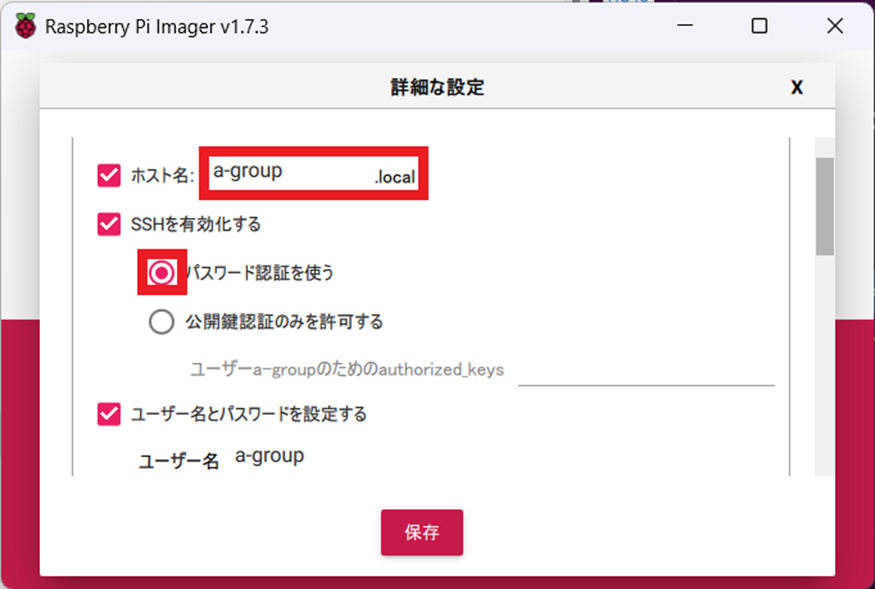 Raspberry Pi Imager v1.7.3
詳細な設定 X
ホスト名: a-group .local
SSHを有効化する
パスワード認証を使う
公開鍵認証のみを許可する
ユーザーa-groupのためのauthorized_keys
ユーザー名とパスワードを設定する
ユーザー名 a-group
保存